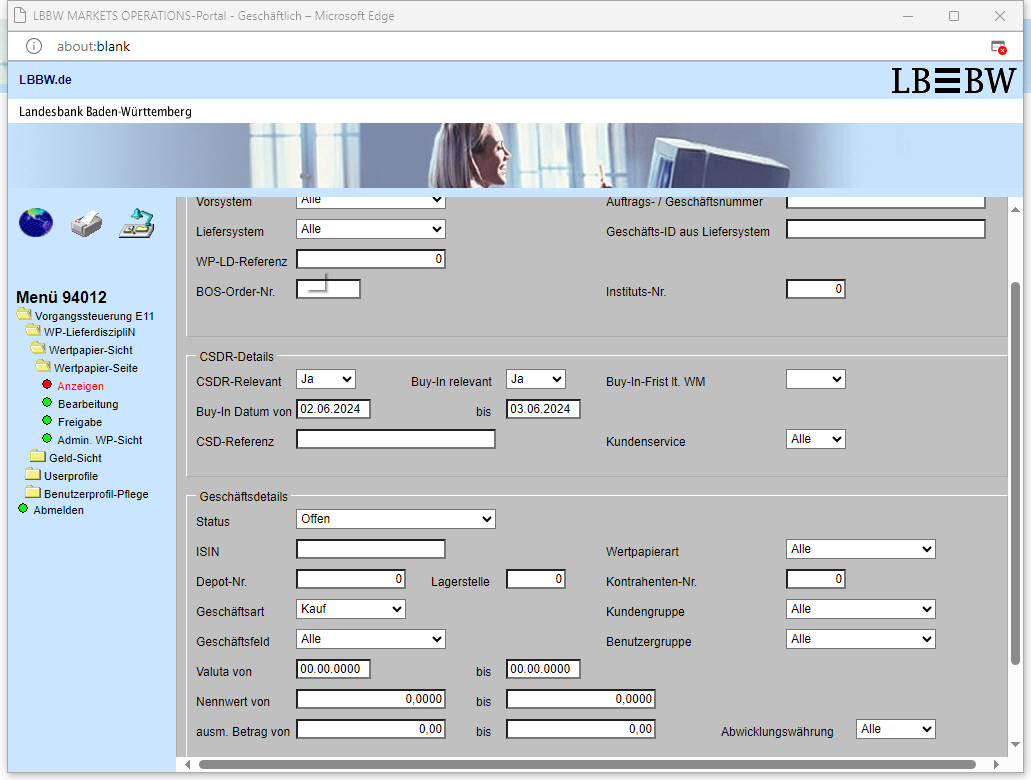 LBBW MARKETS OPERATIONS-Portal - Geschäftlich – Microsoft Edge
about:blank
LBBW.de
LBBW
Landesbank Baden-Württemberg
Menü 94012
Vorgangssteuerung E11
WP-LieferdiszipliN
Wertpapier-Sicht
Wertpapier-Seite
Anzeigen
Bearbeitung
Freigabe
Admin. WP-Sicht
Geld-Sicht
Userprofile
Benutzerprofil-Pflege
Abmelden
Vorsystem Alle Auftrags- / Geschäftsnummer
Liefersystem Alle Geschäfts-ID aus Liefersystem
WP-LD-Referenz 0
BOS-Order-Nr. Instituts-Nr. 0
CSDR-Details
CSDR-Relevant Ja Buy-In relevant Ja Buy-In-Frist lt. WM
Buy-In Datum von 02.06.2024 bis 03.06.2024
CSD-Referenz Kundenservice Alle
Geschäftsdetails
Status Offen
ISIN Wertpapierart Alle
Depot-Nr. 0 Lagerstelle 0 Kontrahenten-Nr. 0
Geschäftsart Kauf Kundengruppe Alle
Geschäftsfeld Alle Benutzergruppe Alle
Valuta von 00.00.0000 bis 00.00.0000
Nennwert von 0,0000 bis 0,0000
ausm. Betrag von 0,00 bis 0,00 Abwicklungswährung Alle